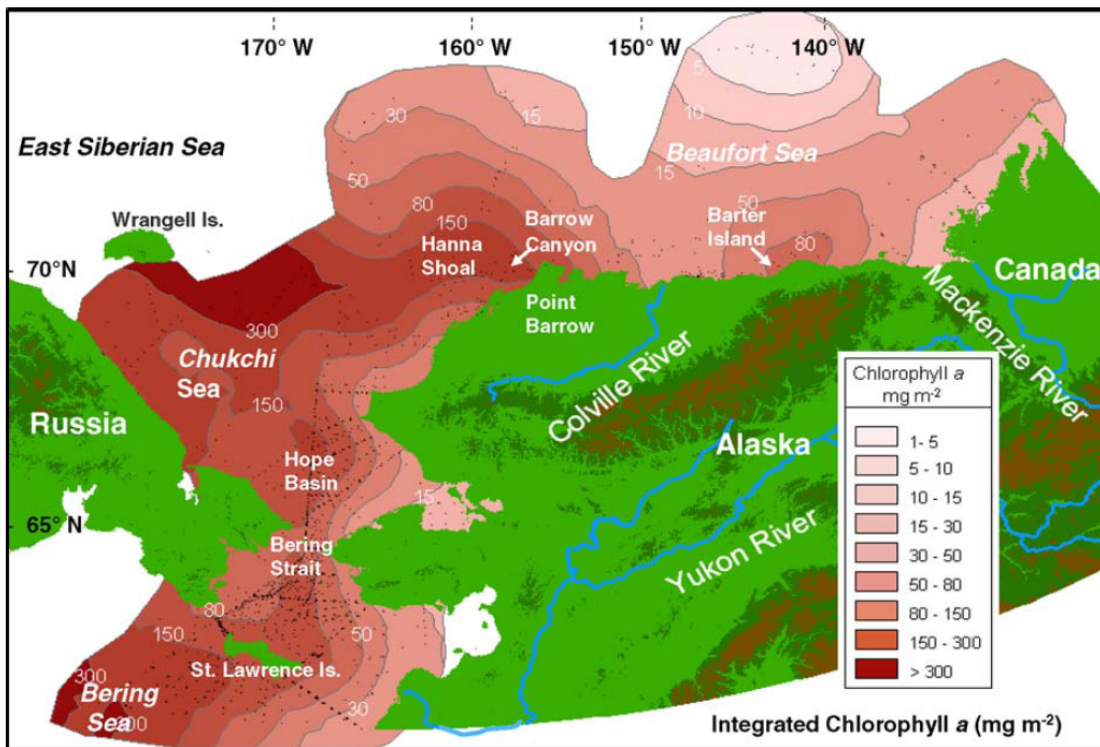 170° W
160° W
150° W
140° W
5
10
15
30
15
East Siberian Sea
Beaufort Sea
50
50
Wrangell Is.
80
150
Barrow
Canyon
Barter
Island
80
Hanna
Shoal
70°N
Canada
Point
Barrow
Mackenzie River
300
Chukchi
Sea
Colville River
150
Russia
Alaska
Hope
Basin
15
65° N
Bering
Strait
Yukon River
80
150
50
St. Lawrence Is.
300
Bering
Sea
30
Chlorophyll a
mg m-2
1- 5
5 - 10
10 - 15
15 - 30
30 - 50
50 - 80
80 - 150
150 - 300
> 300
Integrated Chlorophyll a (mg m-2)